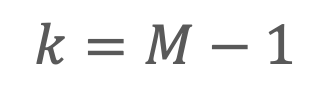 k = M − 1